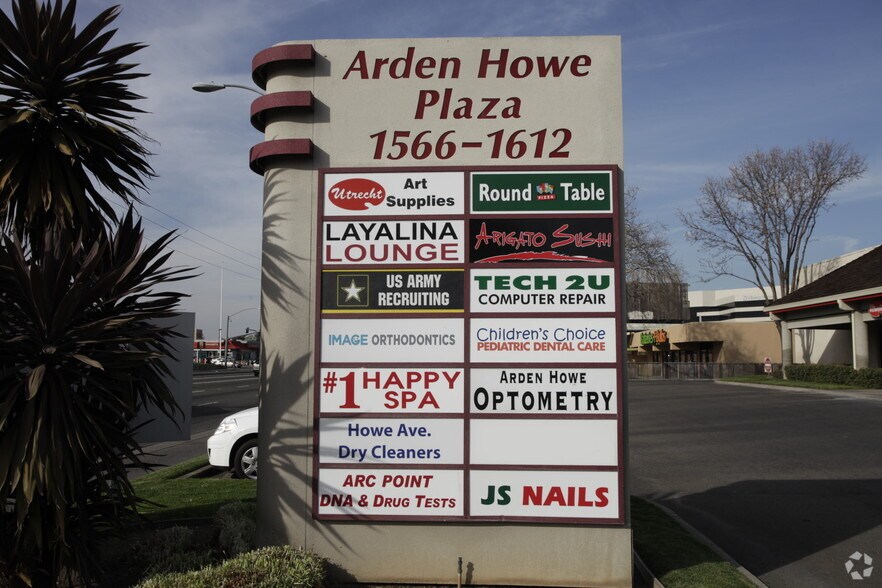 Arden Howe
Plaza
1566-1612
Utrecht Art
Supplies
Round Table
PIZZA
LAYALINA
LOUNGE
ARIGATO SUSHI
US ARMY
RECRUITING
TECH 2U
COMPUTER REPAIR
IMAGE ORTHODONTICS
CHILDREN'S CHOICE
PEDIATRIC DENTAL CARE
#1 HAPPY
SPA
ARDEN HOWE
OPTOMETRY
Howe Ave.
Dry Cleaners
ARC POINT
DNA & DRUG TESTS
JS NAILS